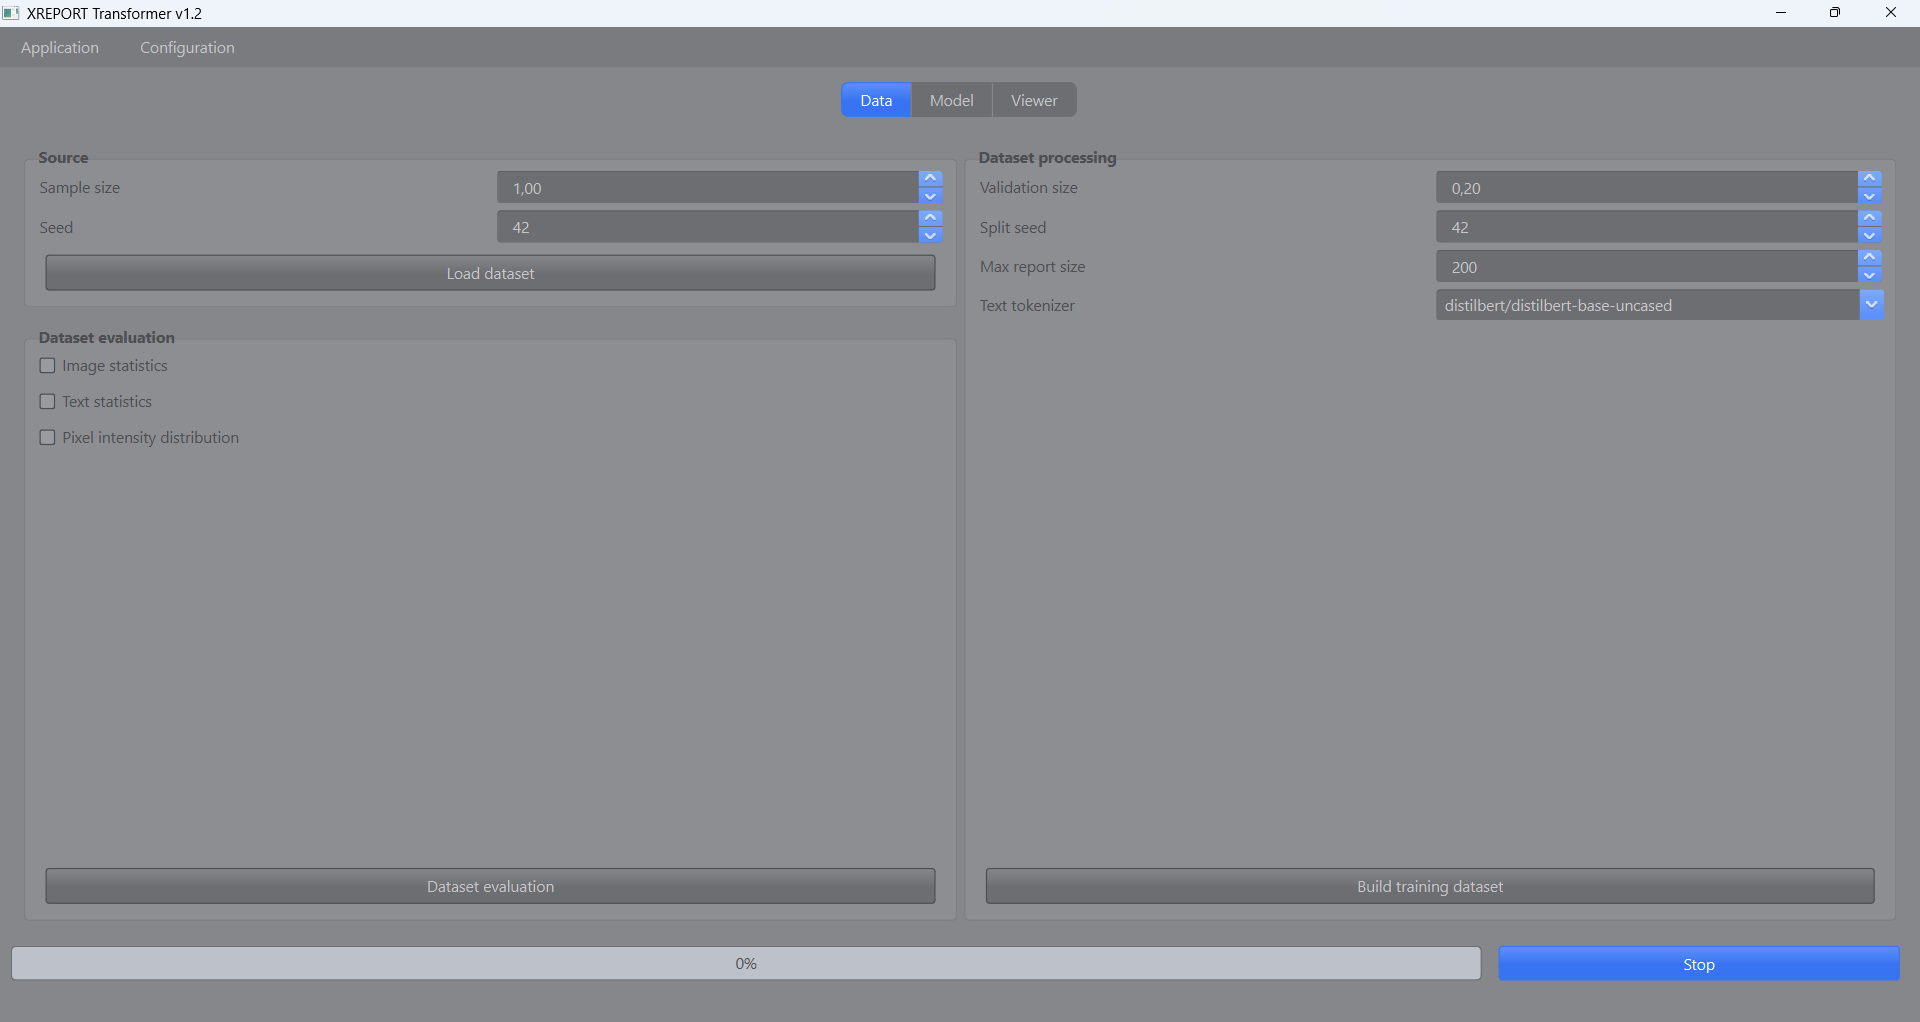 XREPORT Transformer v1.2
Application
Configuration
Data
Model
Viewer
Source
Sample size
1,00
Seed
42
Load dataset
Dataset evaluation
Image statistics
Text statistics
Pixel intensity distribution
Dataset evaluation
Dataset processing
Validation size
0,20
Split seed
42
Max report size
200
Text tokenizer
distilbert/distilbert-base-uncased
Build training dataset
0%
Stop